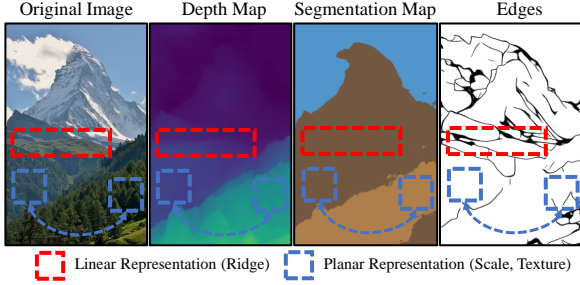 Original Image
Depth Map
Segmentation Map
Edges
Linear Representation (Ridge)
Planar Representation (Scale, Texture)